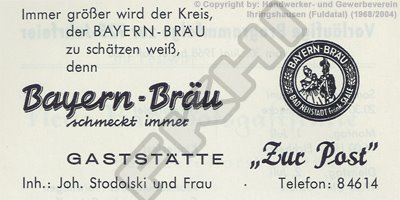 © Copyright by: Handwerker- und Gewerbeverein
Ihringshausen (Fuldatal) (1968/2004)
Immer größer wird der Kreis,
der BAYERN-BRÄU
zu schätzen weiß,
denn
Bayern-Bräu
schmeckt immer
BAYERN-BRÄU
BAD NEUSTADT Fränk. SAALE
GASTSTÄTTE „Zur Post”
Inh.: Joh. Stodolski und Frau Telefon: 84614